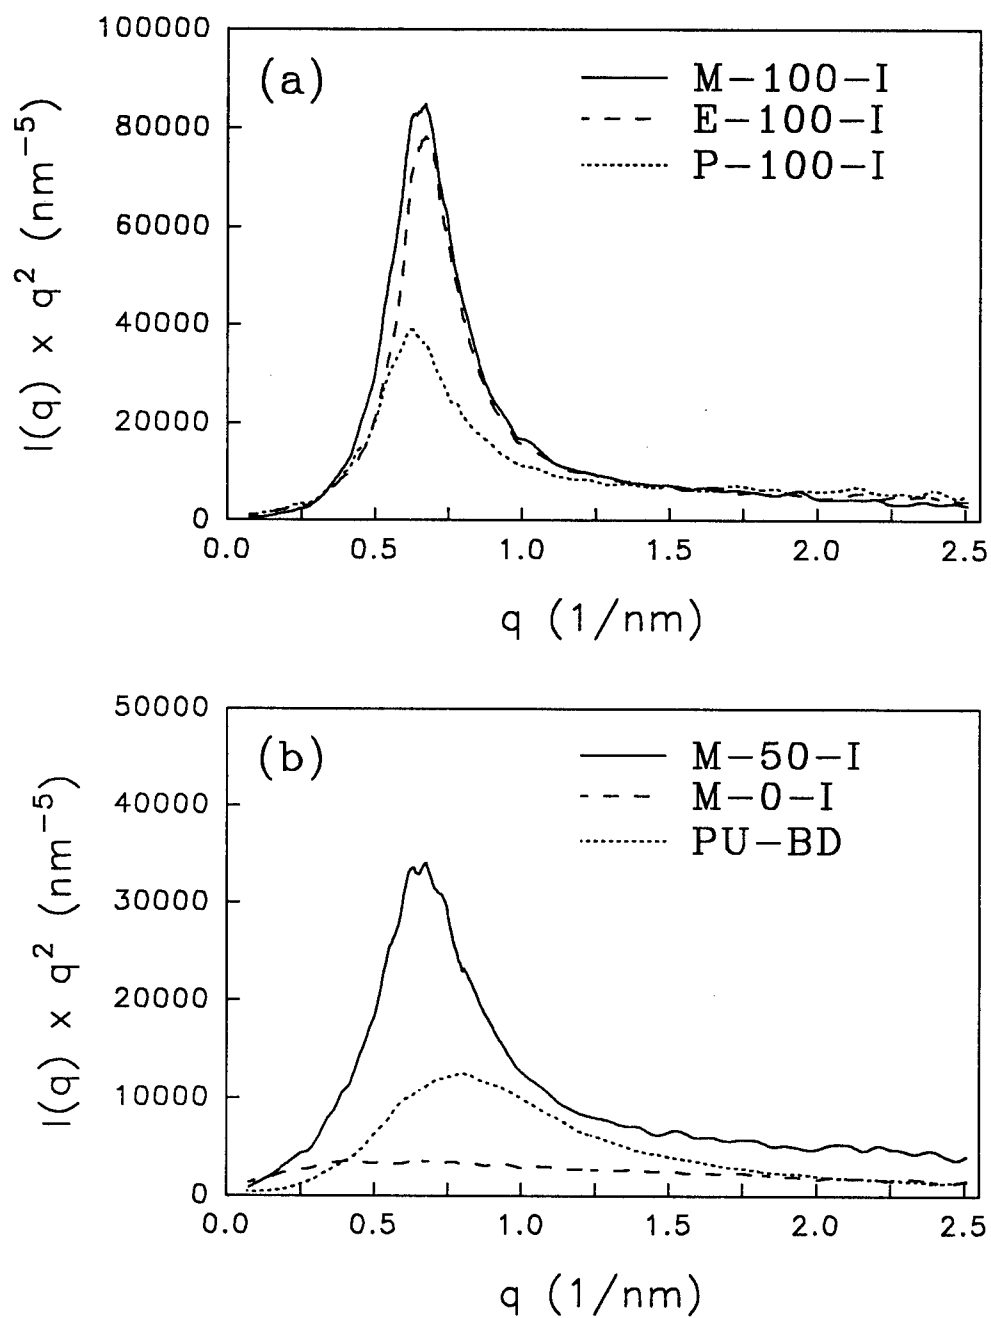 100000
(a)
M-100-I
80000
E-100-I
P-100-I
60000
40000
20000
0
I(q) x q² (nm⁻⁵)
0.0 0.5 1.0 1.5 2.0 2.5
q (1/nm)
50000
(b)
M-50-I
40000
M-0-I
PU-BD
30000
20000
10000
0
I(q) x q² (nm⁻⁵)
0.0 0.5 1.0 1.5 2.0 2.5
q (1/nm)